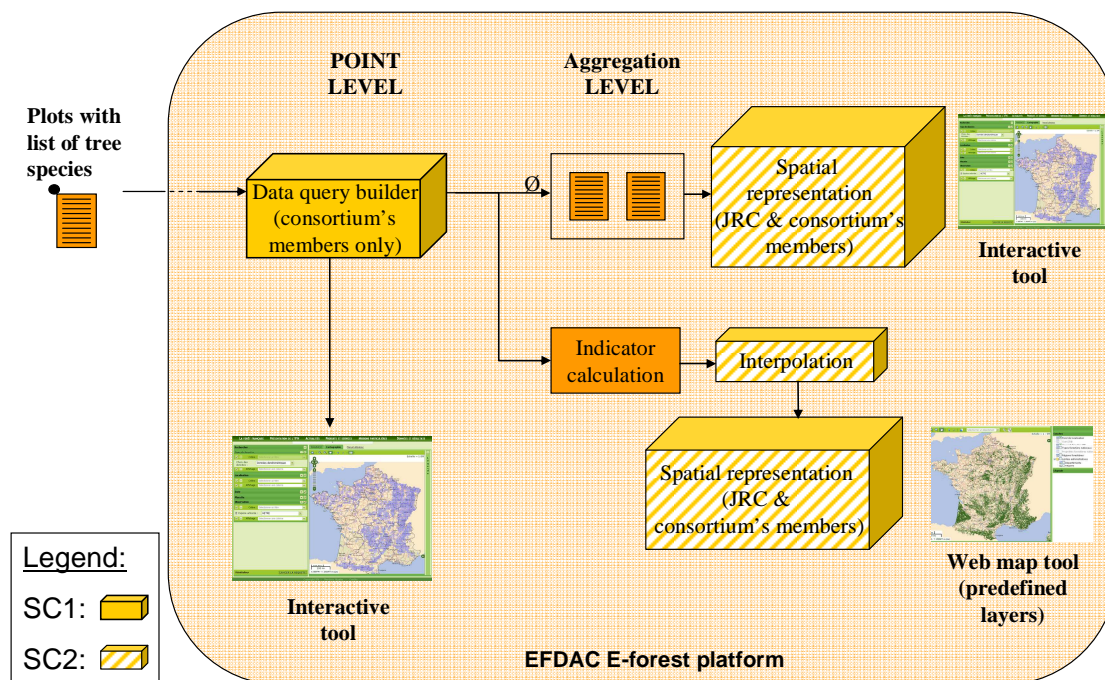 POINT
LEVEL
Aggregation
LEVEL
Plots with
list of tree
species
Data query builder
(consortium's
members only)
Ø
Spatial
representation
(JRC & consortium's
members)
Interactive
tool
Indicator
calculation
Interpolation
Spatial representation
(JRC &
consortium's members)
Web map tool
(predefined
layers)
Interactive
tool
Legend:
SC1:
SC2:
EFDAC E-forest platform